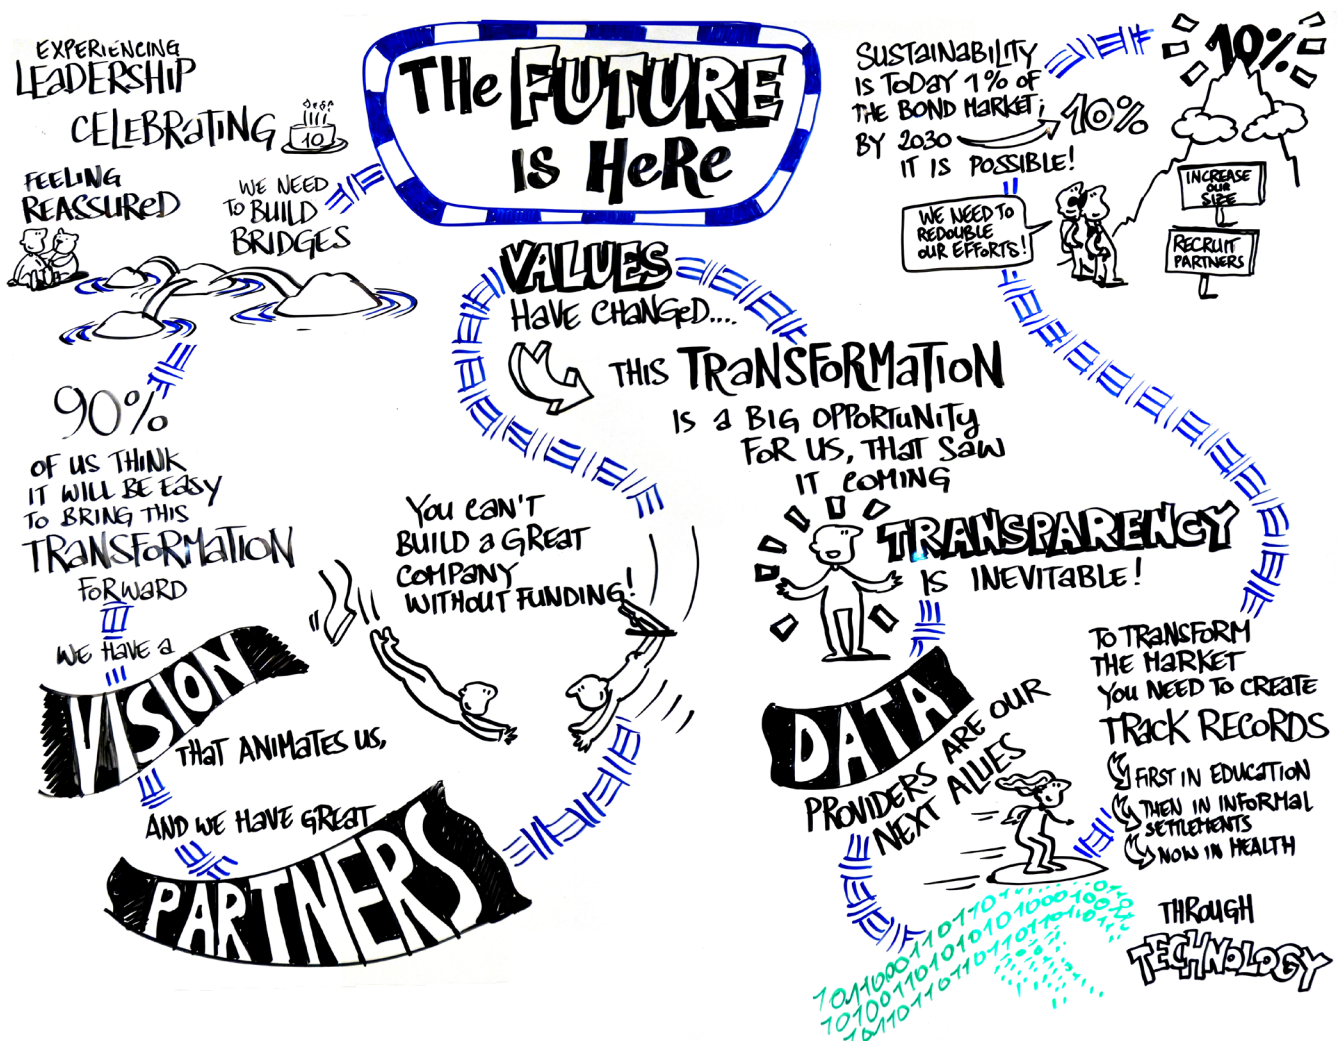 EXPERIENCING
LEADERSHIP
CELEBRATING
10
FEELING
REASSURED
WE NEED
TO BUILD
BRIDGES
90%
OF US THINK
IT WILL BE EASY
TO BRING THIS
TRANSFORMATION
FORWARD
WE HAVE A
VISION
THAT ANIMATES US,
AND WE HAVE GREAT
PARTNERS
YOU CAN'T
BUILD A GREAT
COMPANY
WITHOUT FUNDING!
THE FUTURE
IS HERE
VALUES
HAVE CHANGED....
THIS TRANSFORMATION
IS A BIG OPPORTUNITY
FOR US, THAT SAW
IT COMING
TRANSPARENCY
IS INEVITABLE!
DATA
PROVIDERS ARE OUR
NEXT ALLIES
SUSTAINABILITY
IS TODAY 1% OF
THE BOND MARKET;
BY 2030 10%
IT IS POSSIBLE!
10%
WE NEED TO
REDOUBLE
OUR EFFORTS!
INCREASE
OUR
SIZE
RECRUIT
PARTNERS
TO TRANSFORM
THE MARKET
YOU NEED TO CREATE
TRACK RECORDS
FIRST IN EDUCATION
THEN IN INFORMAL
SETTLEMENTS
NOW IN HEALTH
THROUGH
TECHNOLOGY